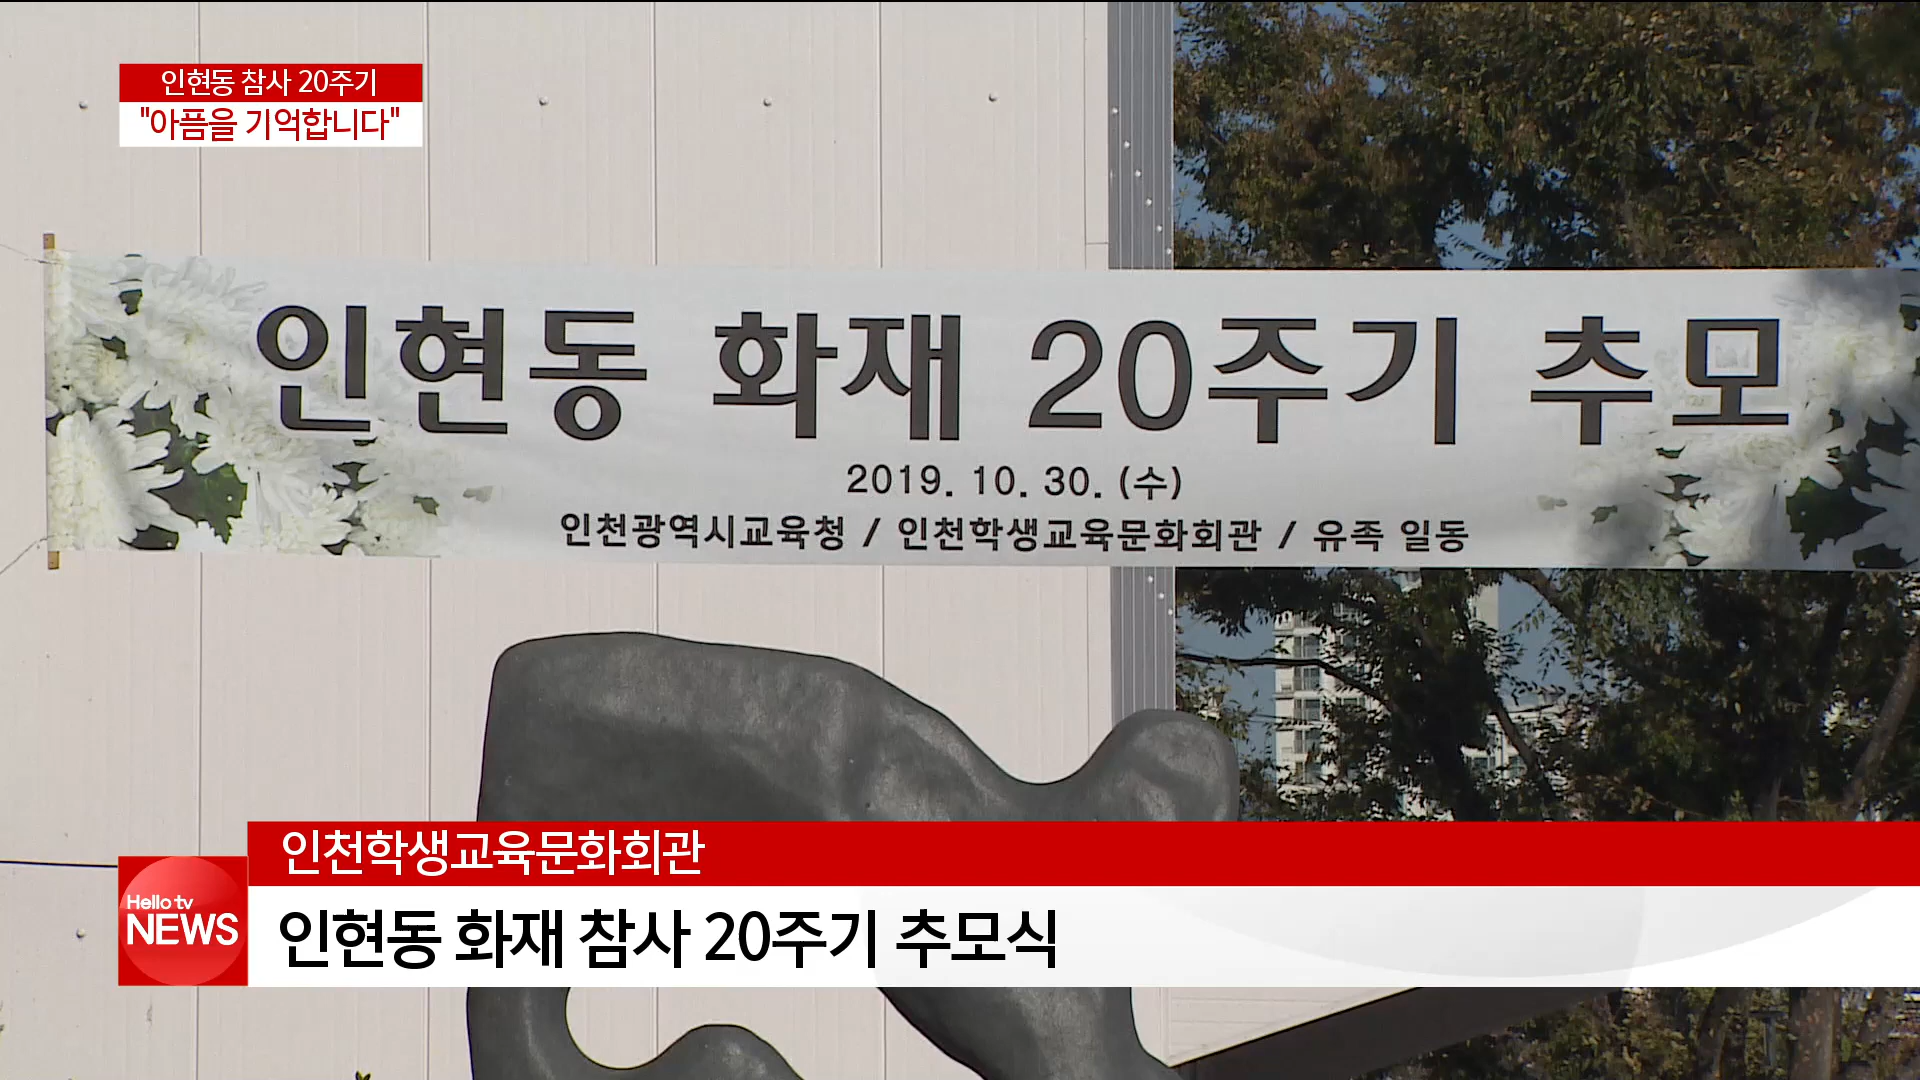 인현동 참사 20주기
"아픔을 기억합니다"
인현동 화재 20주기 추모
2019. 10. 30. (수)
인천광역시교육청 / 인천학생교육문화회관 / 유족 일동
인천학생교육문화회관
Hello tv
NEWS
인현동 화재 참사 20주기 추모식